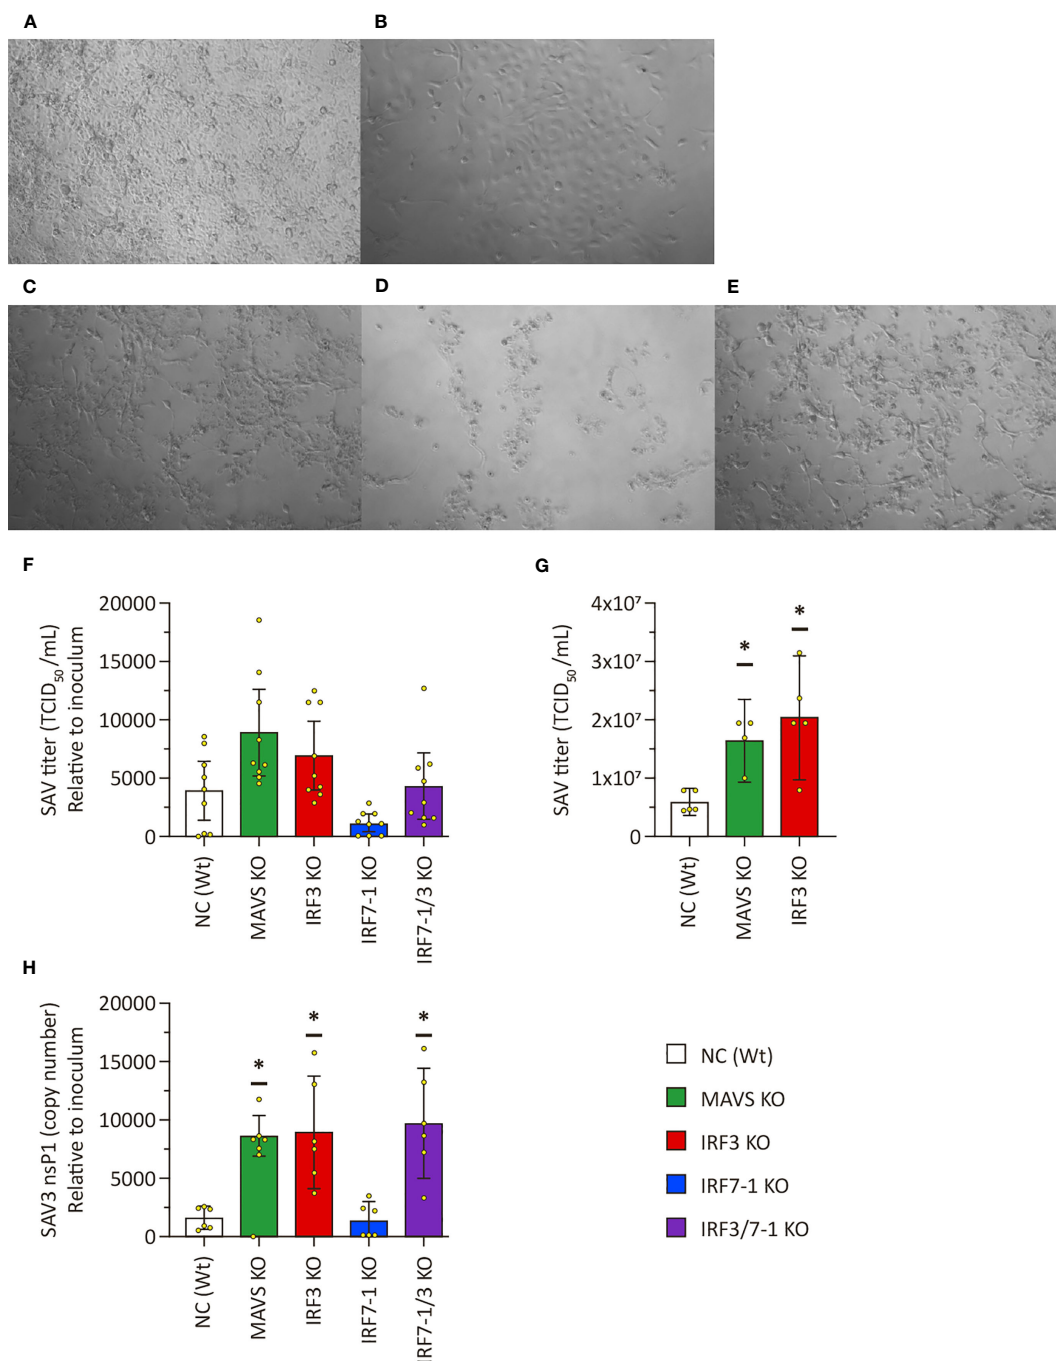 A
B
C
D
E
F
SAV titer (TCID50/mL)
Relative to inoculum
20000
15000
10000
5000
0
NC (Wt)
MAVS KO
IRF3 KO
IRF7-1 KO
IRF7-1/3 KO
G
SAV titer (TCID50/mL)
4x10⁷
3x10⁷
2x10⁷
1x10⁷
0
*
*
NC (Wt)
MAVS KO
IRF3 KO
H
SAV3 nsP1 (copy number)
Relative to inoculum
20000
15000
10000
5000
0
*
*
*
NC (Wt)
MAVS KO
IRF3 KO
IRF7-1 KO
IRF7-1/3 KO
NC (Wt)
MAVS KO
IRF3 KO
IRF7-1 KO
IRF3/7-1 KO